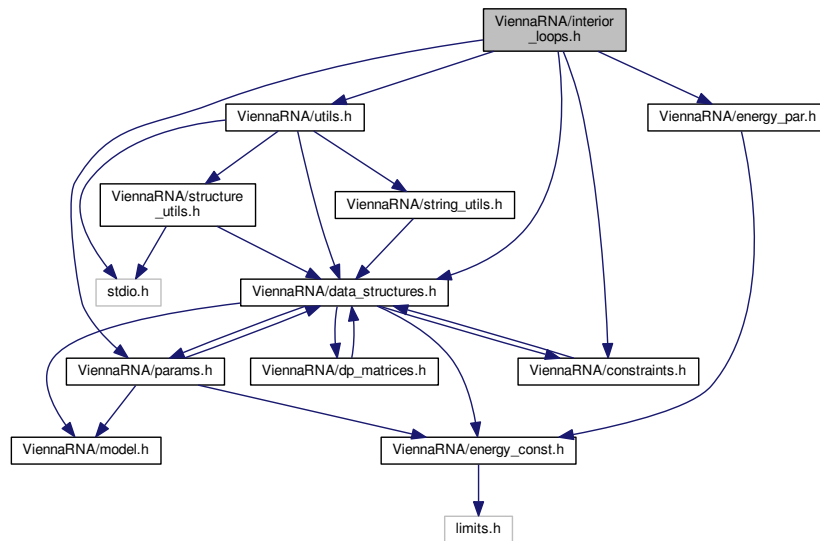 ViennaRNA/interior
_loops.h
ViennaRNA/utils.h
ViennaRNA/energy_par.h
ViennaRNA/structure
_utils.h
ViennaRNA/string_utils.h
stdio.h
ViennaRNA/data_structures.h
ViennaRNA/params.h
ViennaRNA/dp_matrices.h
ViennaRNA/constraints.h
ViennaRNA/model.h
ViennaRNA/energy_const.h
limits.h